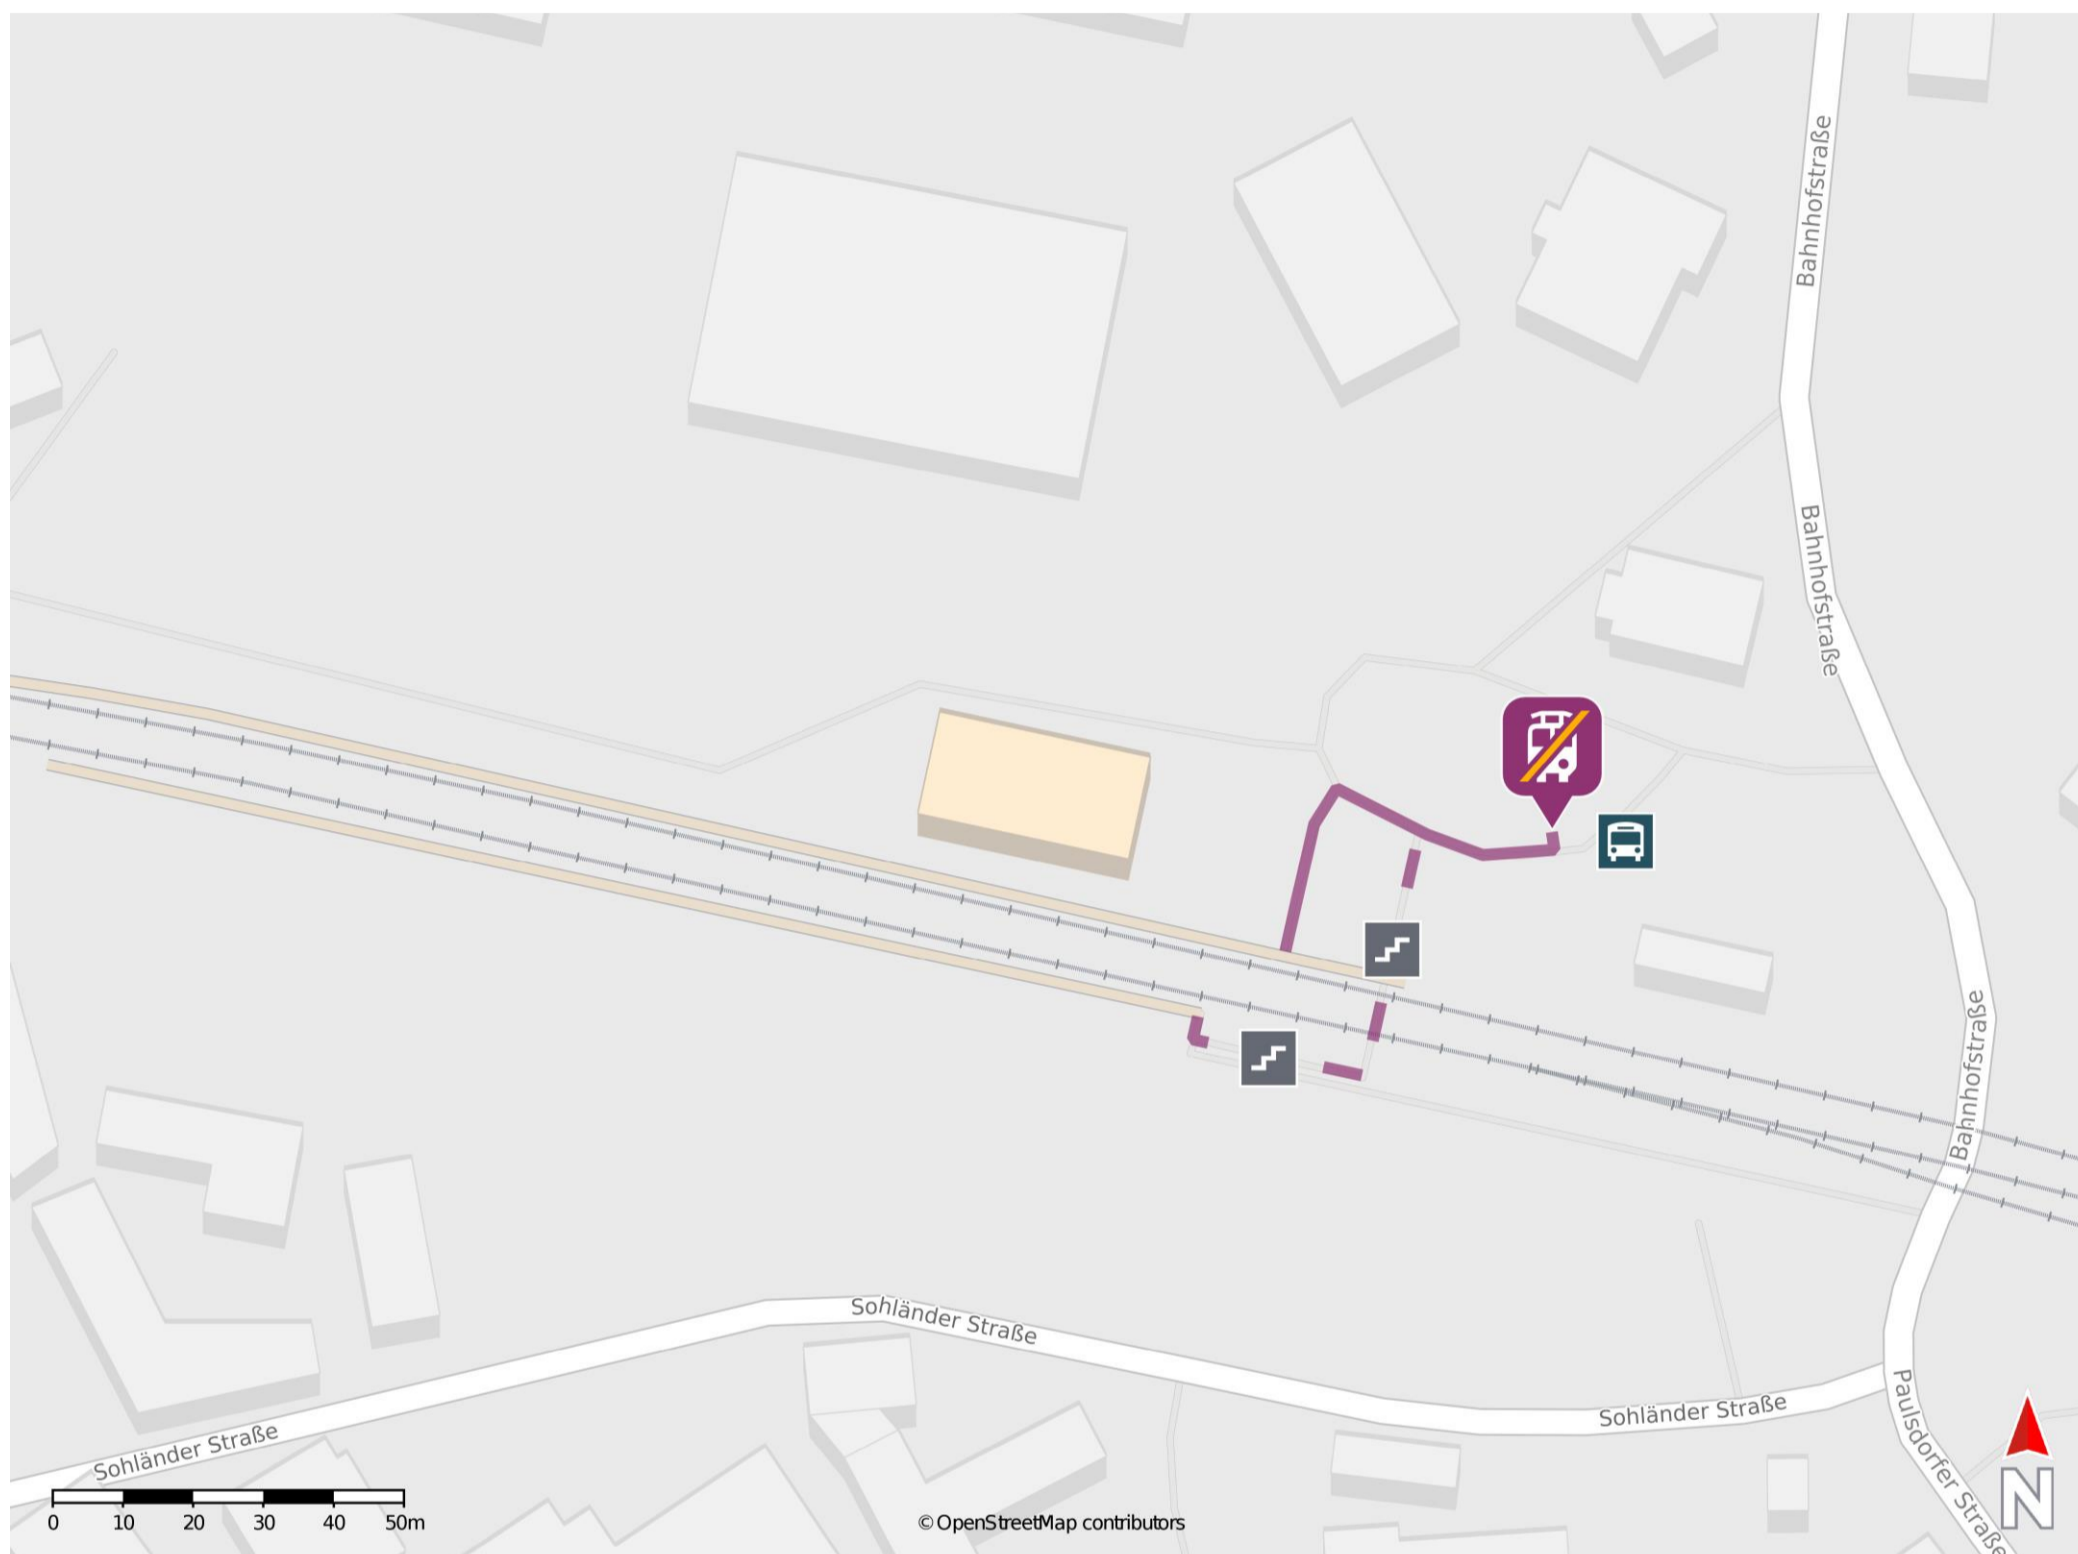 Bahnhofstraße
Bahnhofstraße
Bahnhofstraße
Sohländer Straße
Sohländer Straße
Paulsdorfer Straße
Sohländer Straße
0 10 20 30 40 50m
© OpenStreetMap contributors
N